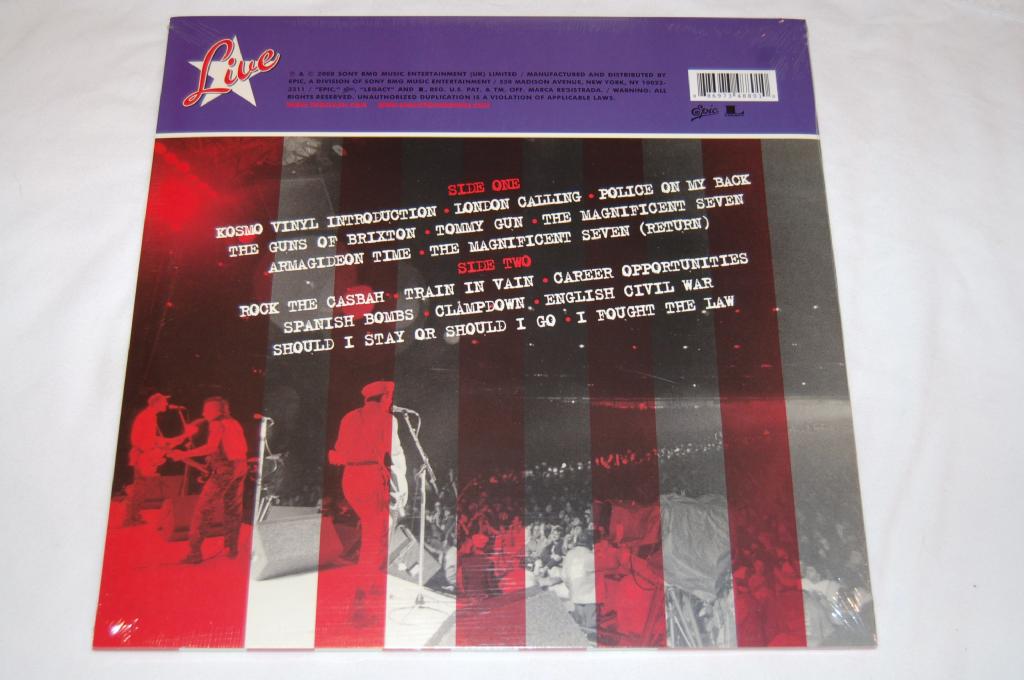 Live
℗ & © 2008 SONY BMG MUSIC ENTERTAINMENT (UK) LIMITED / MANUFACTURED AND DISTRIBUTED BY
EPIC, A DIVISION OF SONY BMG MUSIC ENTERTAINMENT / 550 MADISON AVENUE, NEW YORK, NY 10022-
3211 / "EPIC," "LEGACY" AND REG. U.S. PAT. & TM. OFF. MARCA REGISTRADA. / WARNING: ALL
RIGHTS RESERVED. UNAUTHORIZED DUPLICATION IS A VIOLATION OF APPLICABLE LAWS.
Epic L
SIDE ONE
KOSMO VINYL INTRODUCTION • LONDON CALLING • POLICE ON MY BACK
THE GUNS OF BRIXTON • TOMMY GUN • THE MAGNIFICENT SEVEN
ARMAGIDEON TIME • THE MAGNIFICENT SEVEN (RETURN)
SIDE TWO
ROCK THE CASBAH • TRAIN IN VAIN • CAREER OPPORTUNITIES
SPANISH BOMBS • CLAMPDOWN • ENGLISH CIVIL WAR
SHOULD I STAY OR SHOULD I GO • I FOUGHT THE LAW